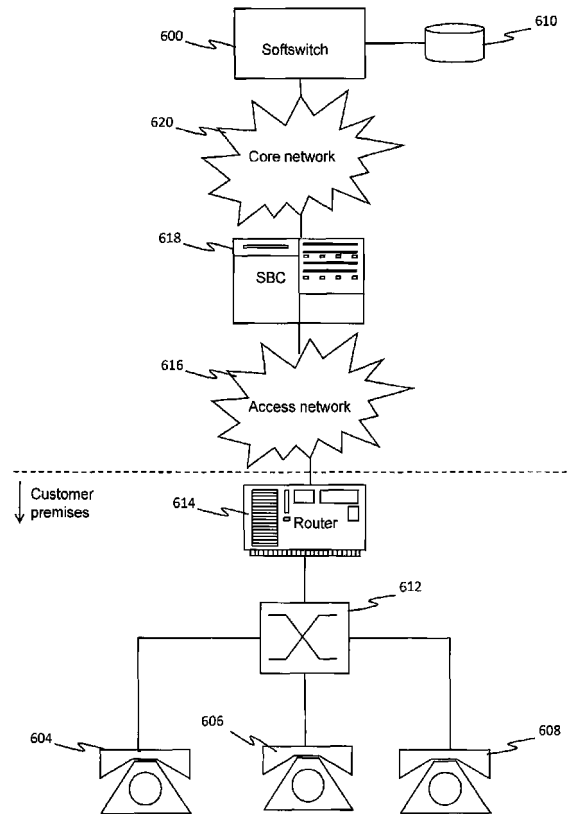 600
Softswitch
610
620
Core network
618
SBC
616
Access network
Customer
premises
614
Router
612
604
606
608